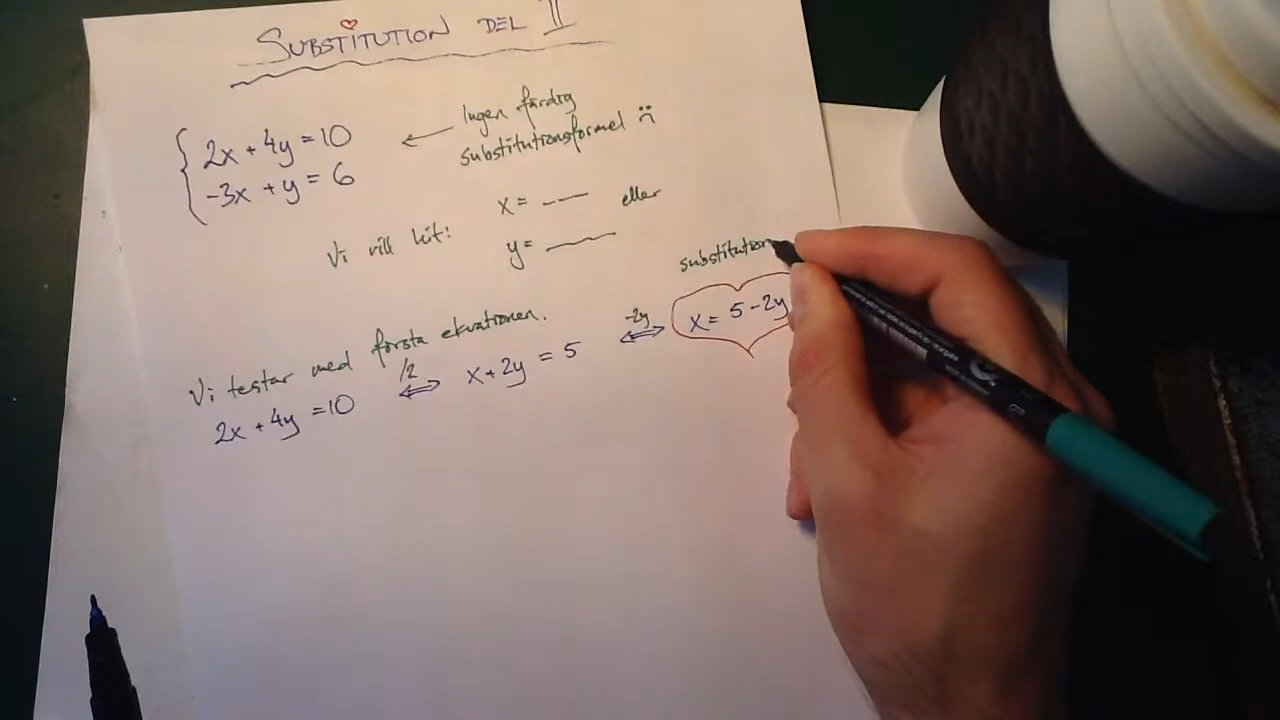 SUBSTITUTION DEL II
2x + 4y = 10
-3x + y = 6
← Ingen färdig
substitutionsformel :(
Vi vill hit:
x = --- eller
y = ---
substitution
Vi testar med första ekvationen.
2x + 4y = 10 /2 ⇔ x + 2y = 5 -2y ⇔ x = 5 - 2y